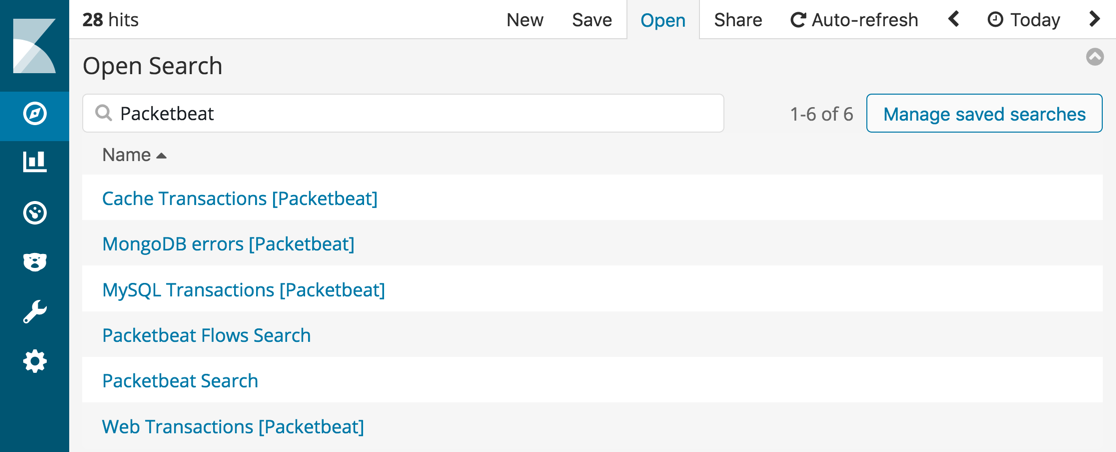 28 hits New Save Open Share Auto-refresh Today
Open Search
Packetbeat 1-6 of 6 Manage saved searches
Name
Cache Transactions [Packetbeat]
MongoDB errors [Packetbeat]
MySQL Transactions [Packetbeat]
Packetbeat Flows Search
Packetbeat Search
Web Transactions [Packetbeat]